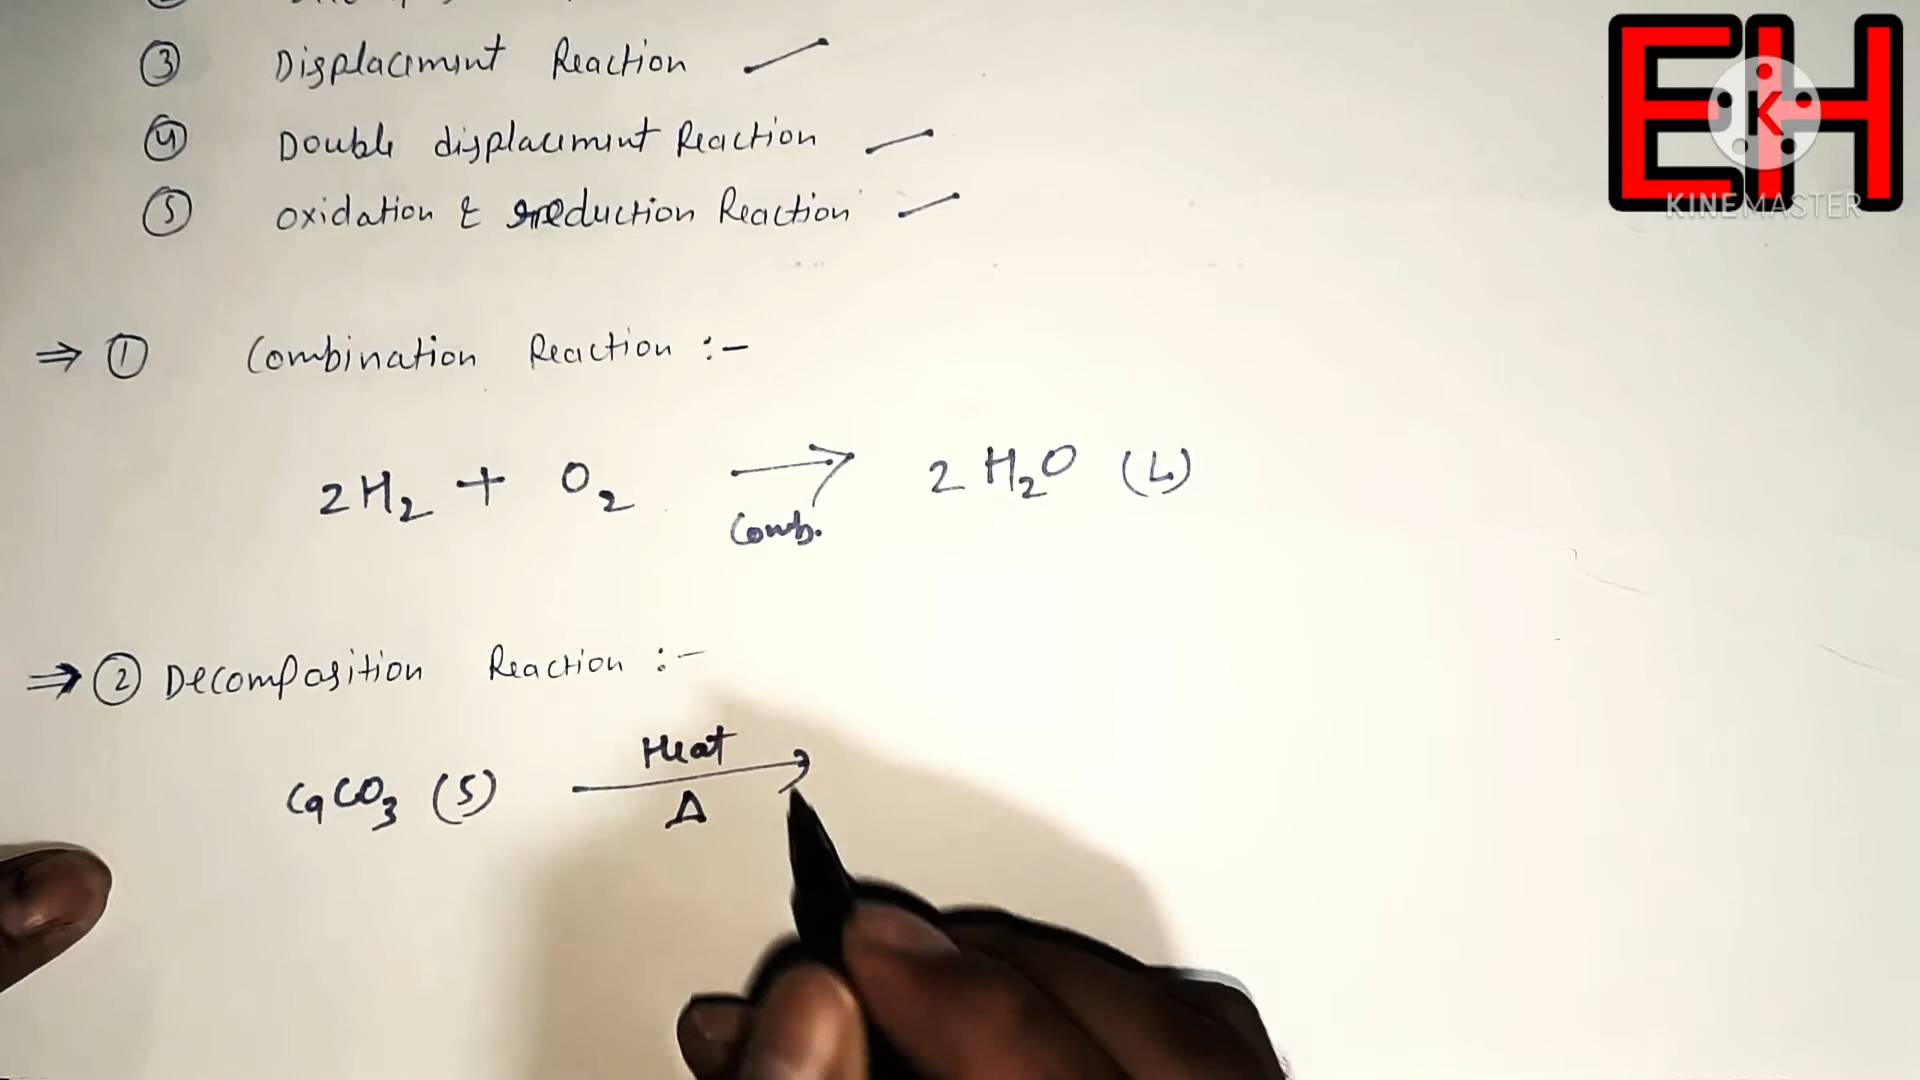 ③ Displacement Reaction
④ Double displacement Reaction
⑤ oxidation & reduction Reaction
EH
K
KINEMASTER
⇒ ① Combination Reaction :-
2H₂ + O₂ → 2H₂O (L)
Comb.
⇒ ② Decomposition Reaction :-
Heat
CaCO₃ (S) →
Δ